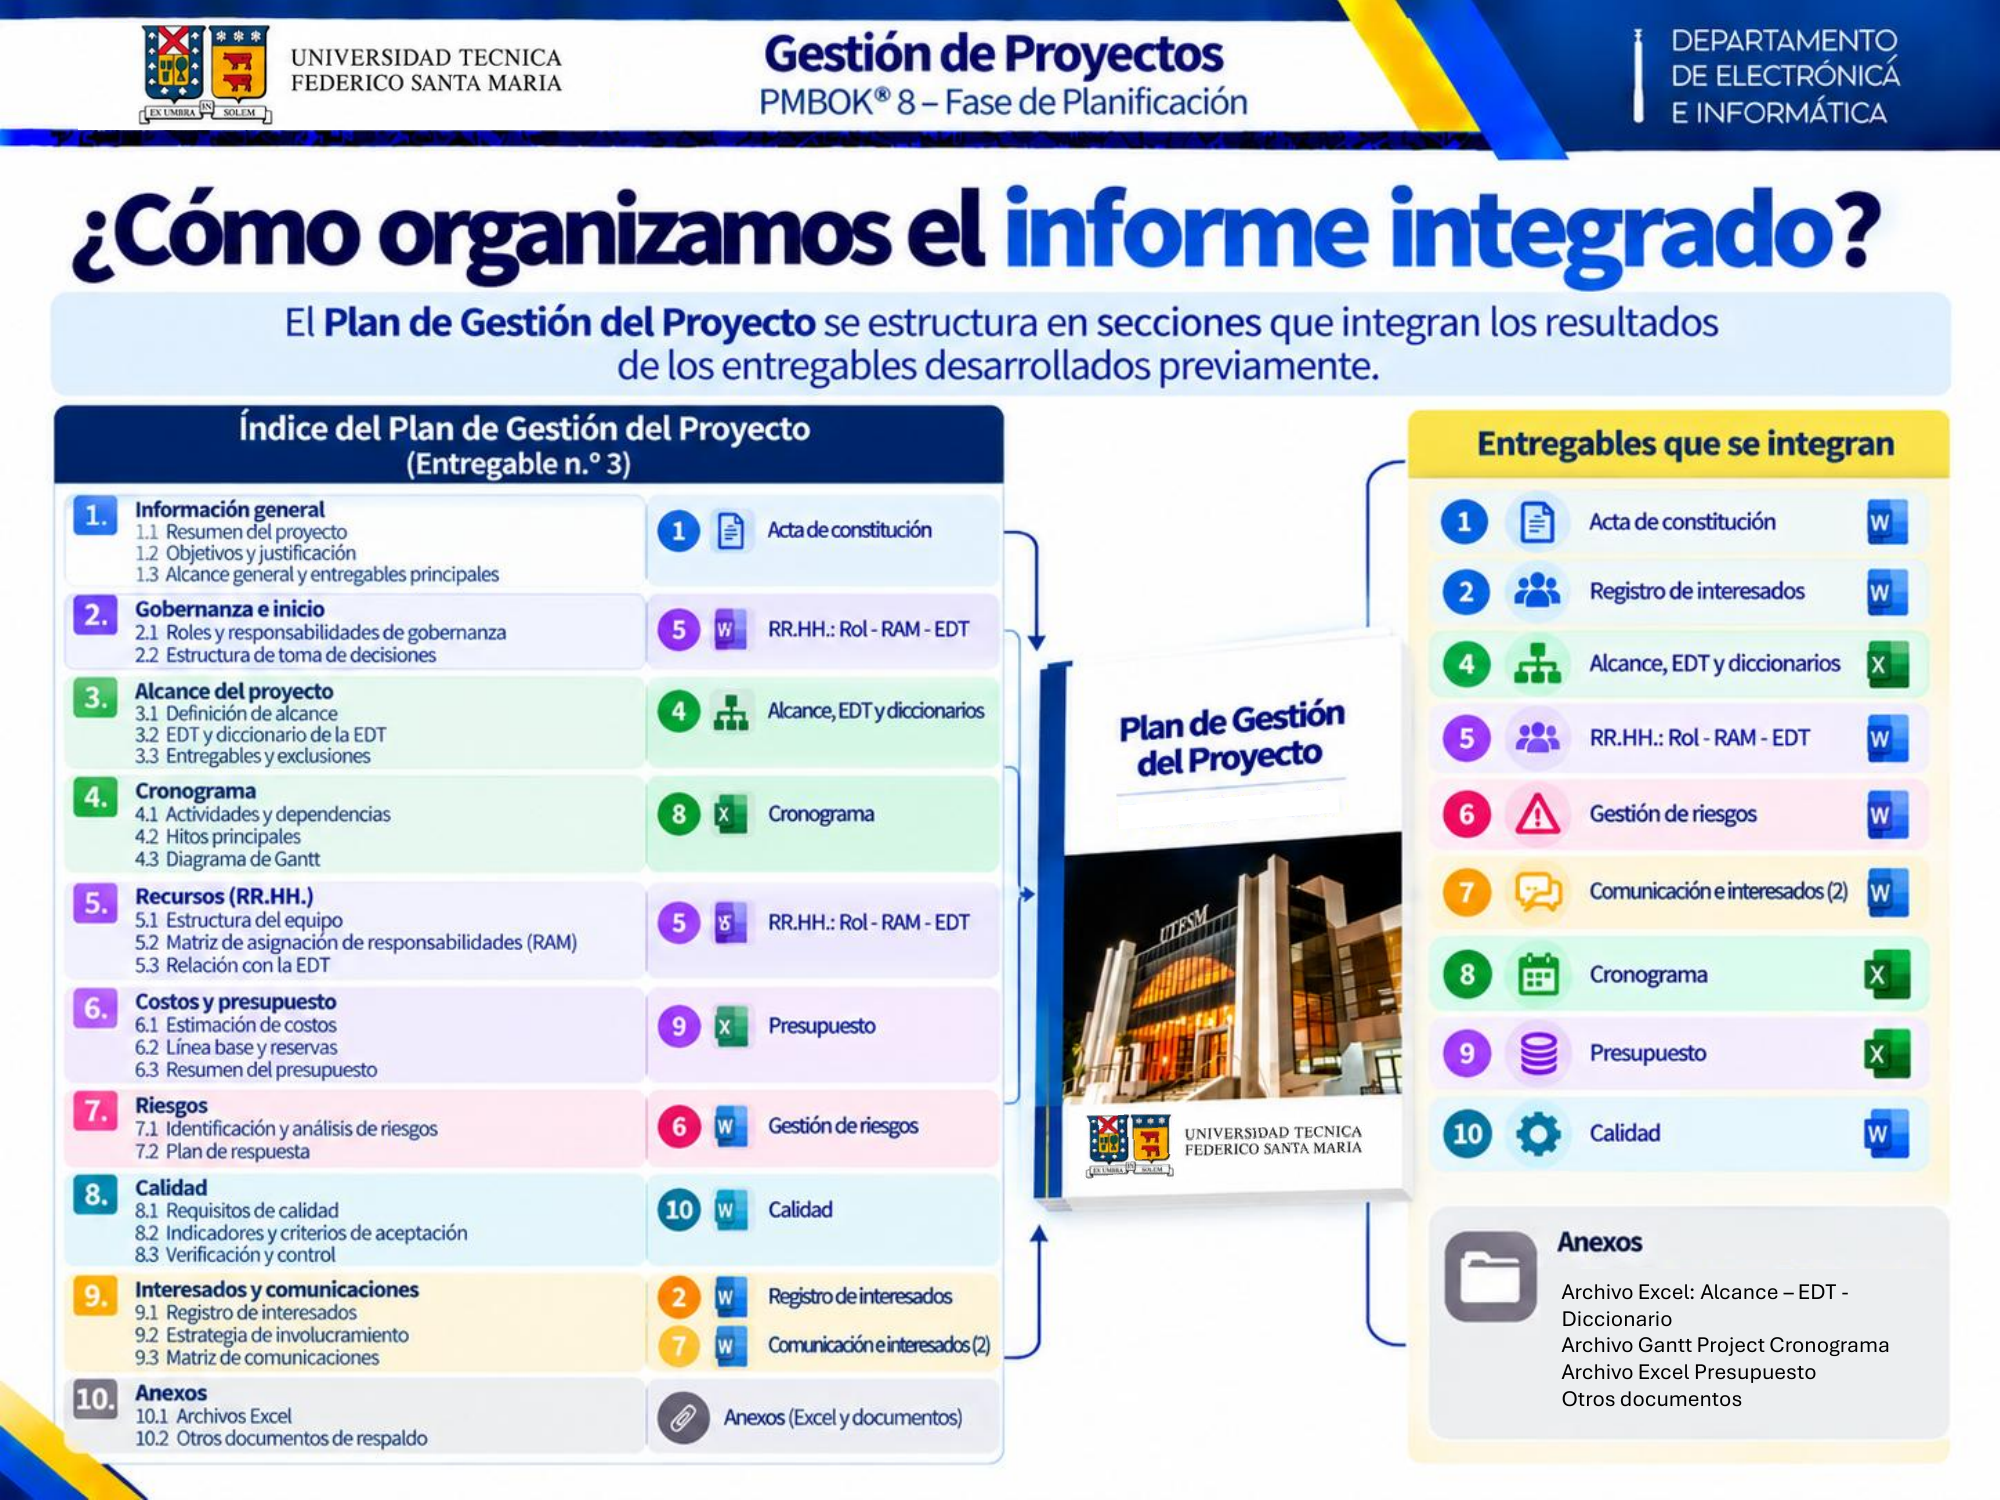 UNIVERSIDAD TECNICA
FEDERICO SANTA MARIA
EX UMBRA IN SOLEM
Gestión de Proyectos
PMBOK® 8 – Fase de Planificación
DEPARTAMENTO
DE ELECTRÓNICÁ
E INFORMÁTICA
¿Cómo organizamos el informe integrado?
El Plan de Gestión del Proyecto se estructura en secciones que integran los resultados
de los entregables desarrollados previamente.
Índice del Plan de Gestión del Proyecto
(Entregable n.º 3)
1. Información general
1.1 Resumen del proyecto
1.2 Objetivos y justificación
1.3 Alcance general y entregables principales
1 Acta de constitución
2. Gobernanza e inicio
2.1 Roles y responsabilidades de gobernanza
2.2 Estructura de toma de decisiones
5 W RR.HH.: Rol - RAM - EDT
3. Alcance del proyecto
3.1 Definición de alcance
3.2 EDT y diccionario de la EDT
3.3 Entregables y exclusiones
4 Alcance, EDT y diccionarios
4. Cronograma
4.1 Actividades y dependencias
4.2 Hitos principales
4.3 Diagrama de Gantt
8 X Cronograma
5. Recursos (RR.HH.)
5.1 Estructura del equipo
5.2 Matriz de asignación de responsabilidades (RAM)
5.3 Relación con la EDT
5 RR.HH.: Rol - RAM - EDT
6. Costos y presupuesto
6.1 Estimación de costos
6.2 Línea base y reservas
6.3 Resumen del presupuesto
9 X Presupuesto
7. Riesgos
7.1 Identificación y análisis de riesgos
7.2 Plan de respuesta
6 W Gestión de riesgos
8. Calidad
8.1 Requisitos de calidad
8.2 Indicadores y criterios de aceptación
8.3 Verificación y control
10 W Calidad
9. Interesados y comunicaciones
9.1 Registro de interesados
9.2 Estrategia de involucramiento
9.3 Matriz de comunicaciones
2 W Registro de interesados
7 W Comunicación e interesados (2)
10. Anexos
10.1 Archivos Excel
10.2 Otros documentos de respaldo
Anexos (Excel y documentos)
Plan de Gestión
del Proyecto
UTFSM
UNIVERSIDAD TECNICA
FEDERICO SANTA MARIA
EX UMBRA IN SOLEM
Entregables que se integran
1 Acta de constitución W
2 Registro de interesados W
4 Alcance, EDT y diccionarios X
5 RR.HH.: Rol - RAM - EDT W
6 Gestión de riesgos W
7 Comunicación e interesados (2) W
8 Cronograma X
9 Presupuesto X
10 Calidad W
Anexos
Archivo Excel: Alcance – EDT -
Diccionario
Archivo Gantt Project Cronograma
Archivo Excel Presupuesto
Otros documentos